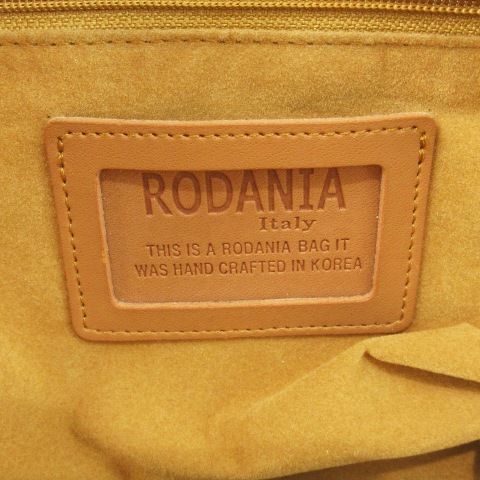 RODANIA
Italy
THIS IS A RODANIA BAG IT
WAS HAND CRAFTED IN KOREA